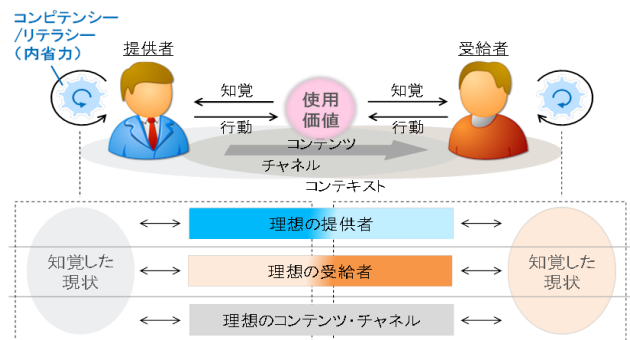 コンピテンシー
/リテラシー
（内省力）
提供者
受給者
知覚
行動
使用
価値
知覚
行動
コンテンツ
チャネル
コンテキスト
知覚した
現状
理想の提供者
理想の受給者
理想のコンテンツ・チャネル
知覚した
現状